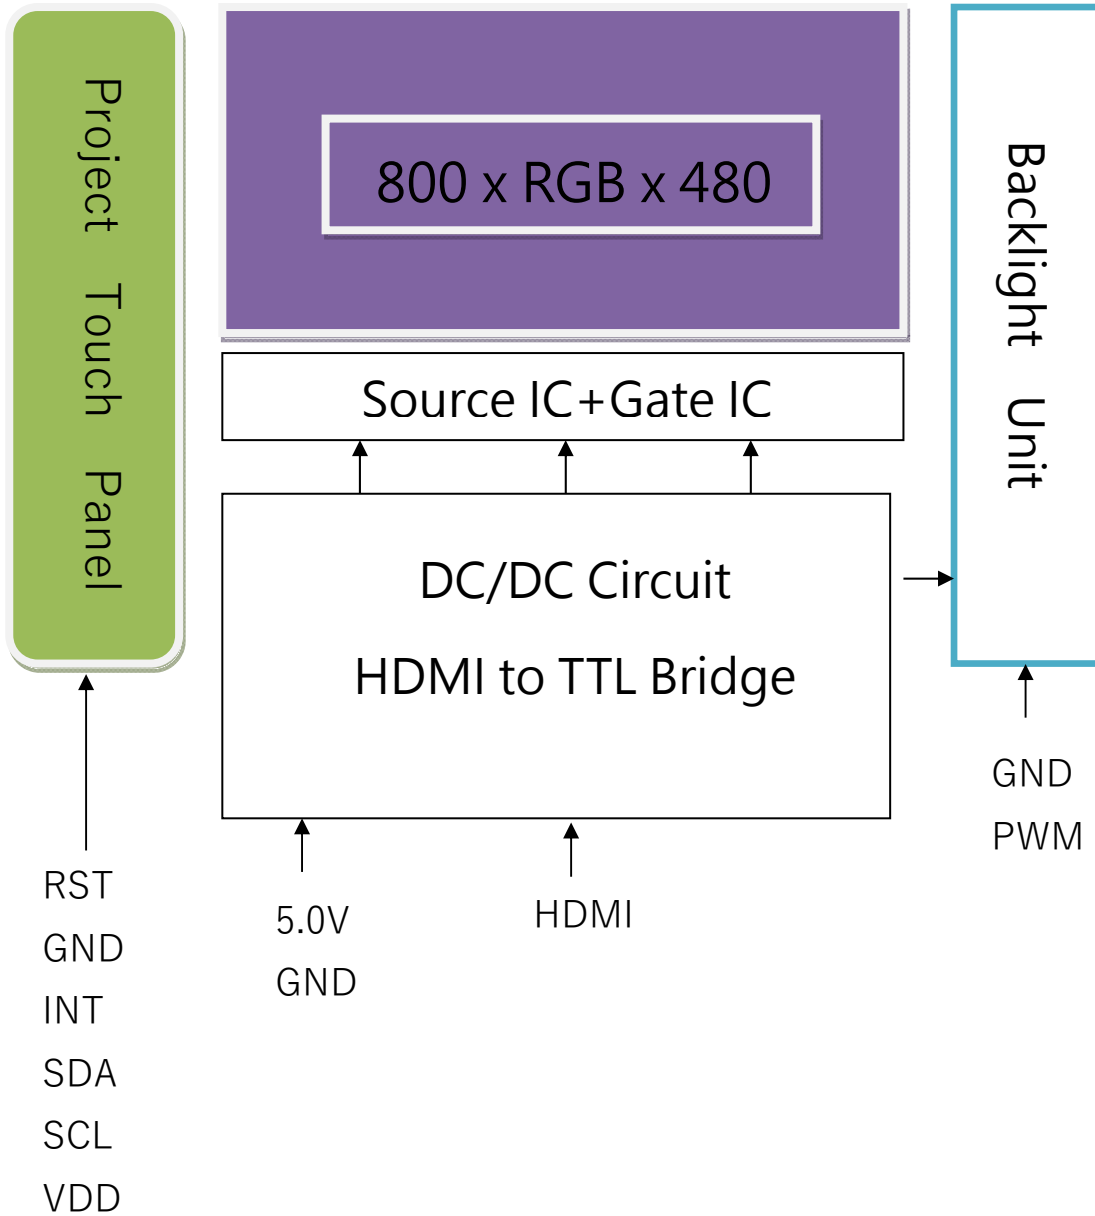 Project Touch Panel
800 x RGB x 480
Source IC+Gate IC
DC/DC Circuit
HDMI to TTL Bridge
Backlight Unit
RST
GND
INT
SDA
SCL
VDD
5.0V
GND
HDMI
GND
PWM